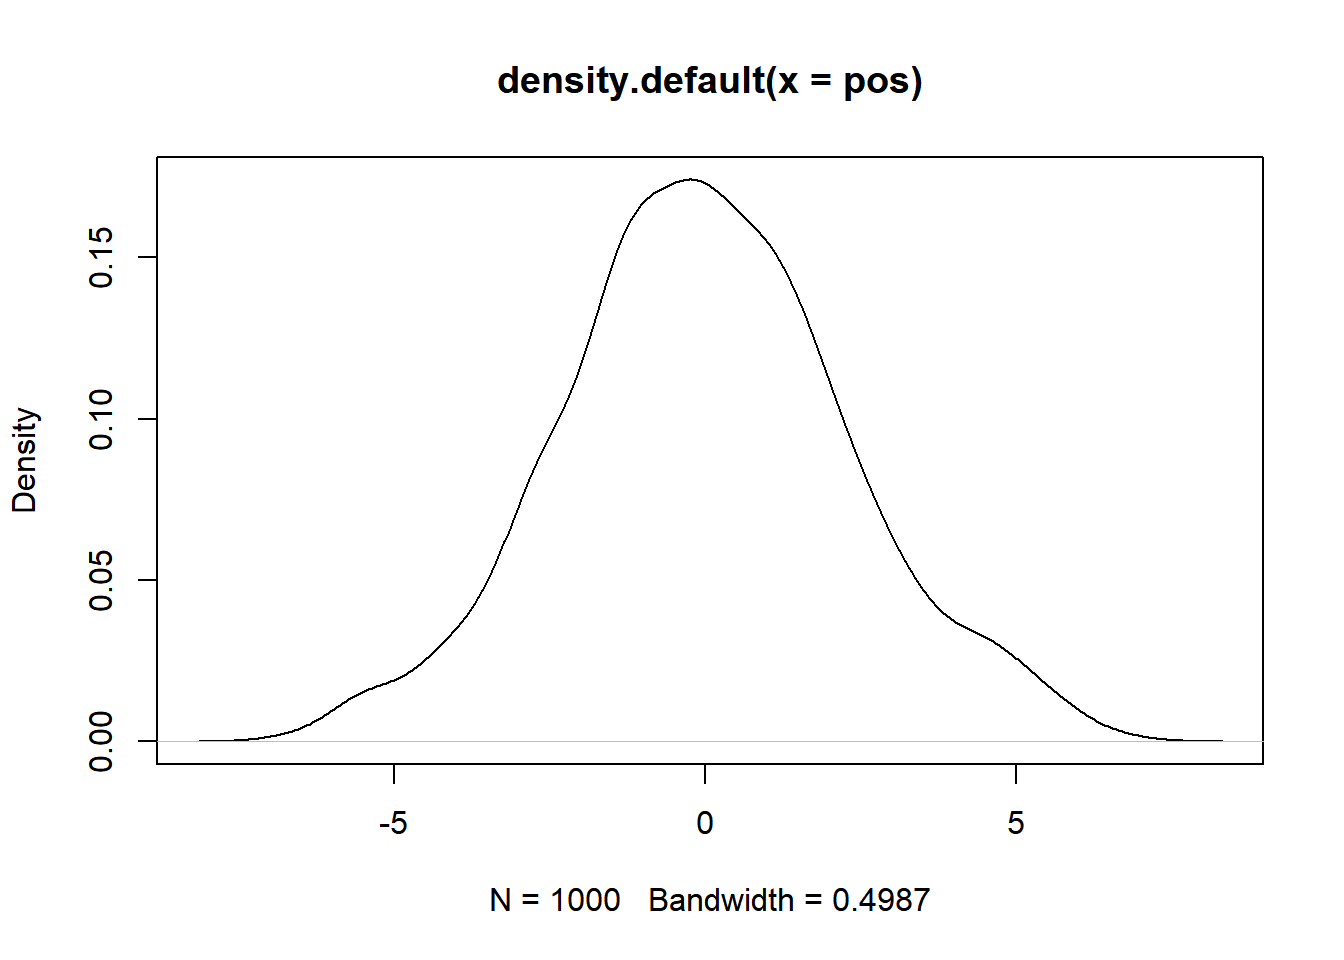 density.default(x = pos)
Density
0.15
0.10
0.05
0.00
-5 0 5
N = 1000   Bandwidth = 0.4987